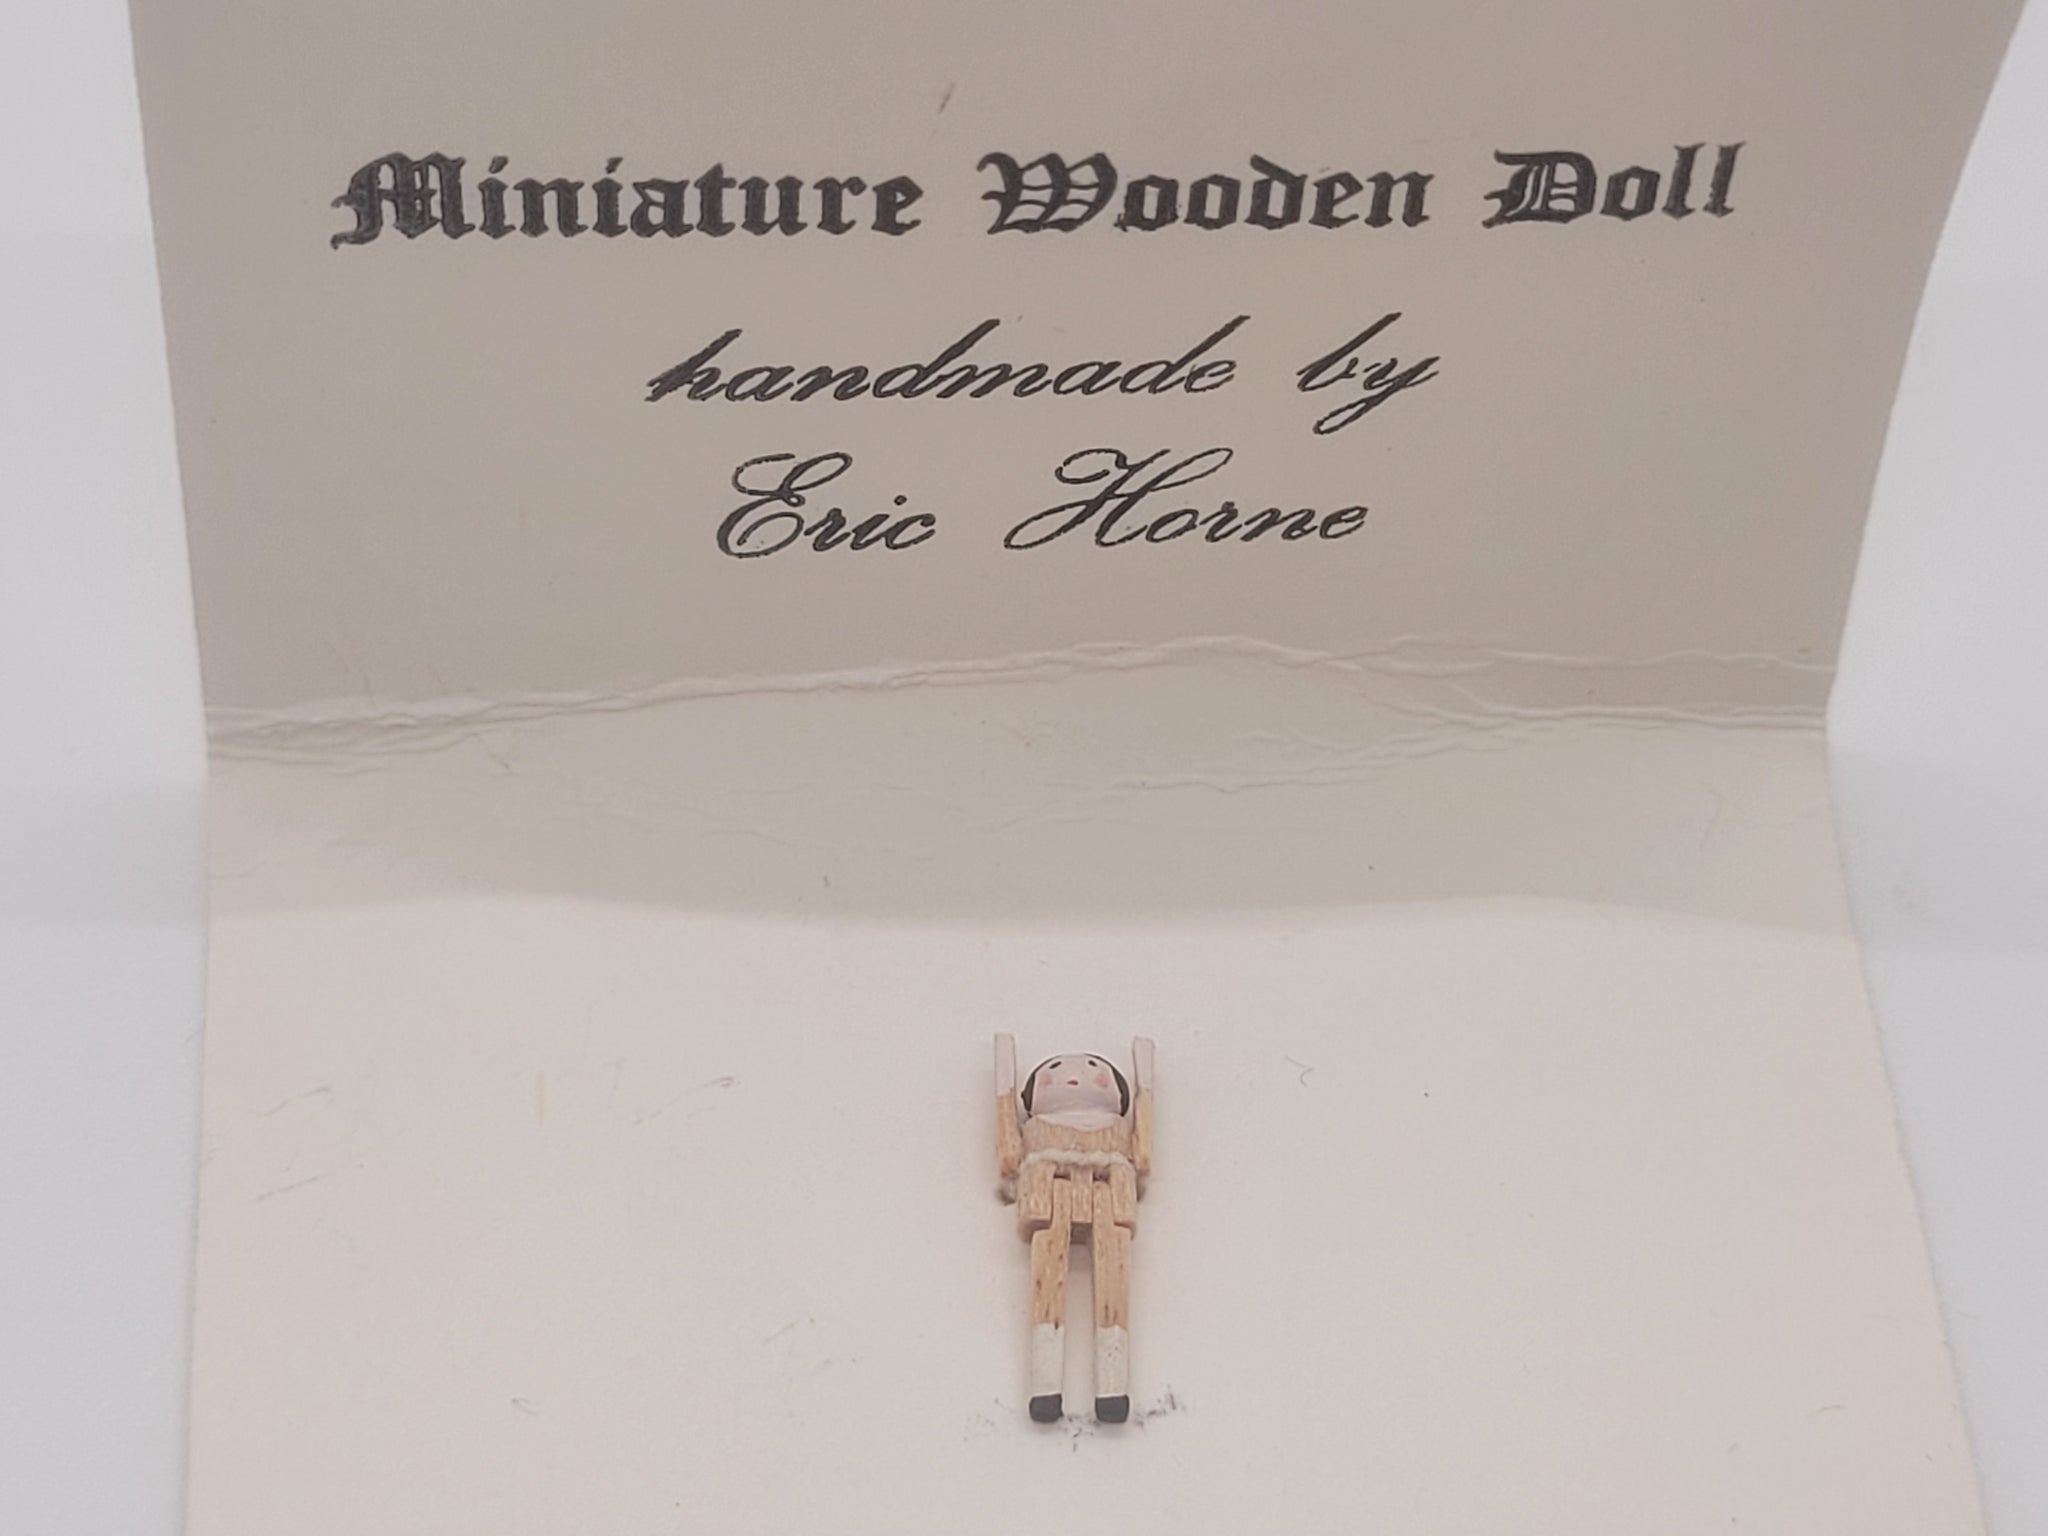 Miniature Wooden Doll
handmade by
Eric Horne